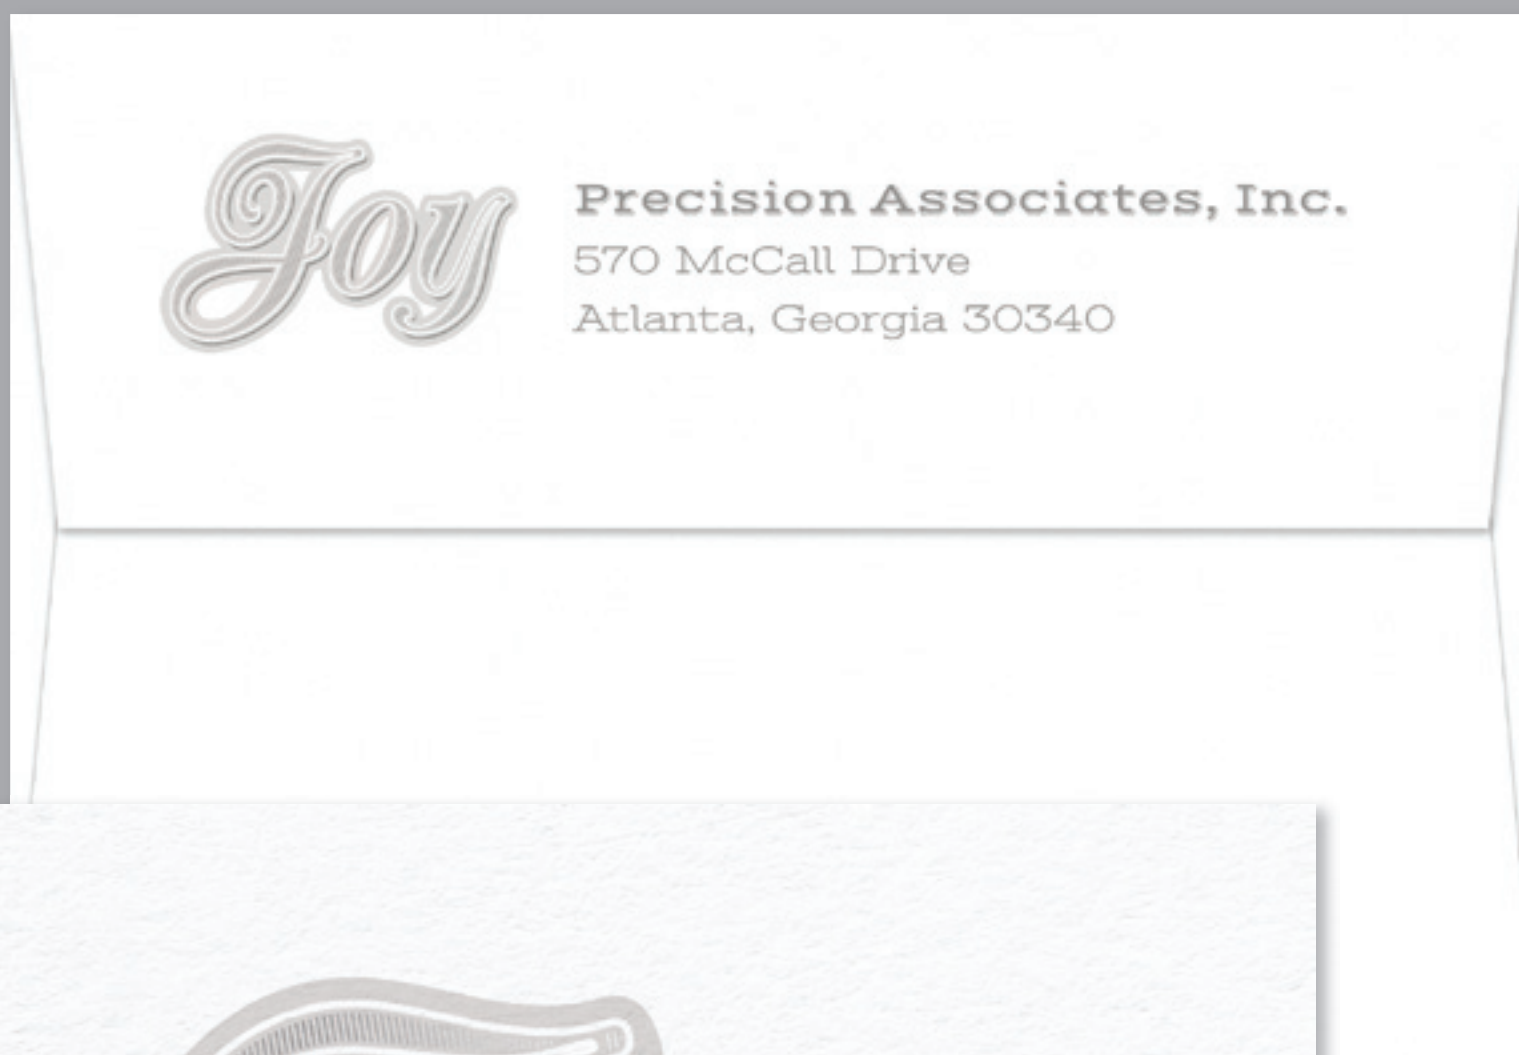 Joy
Precision Associates, Inc.
570 McCall Drive
Atlanta, Georgia 30340